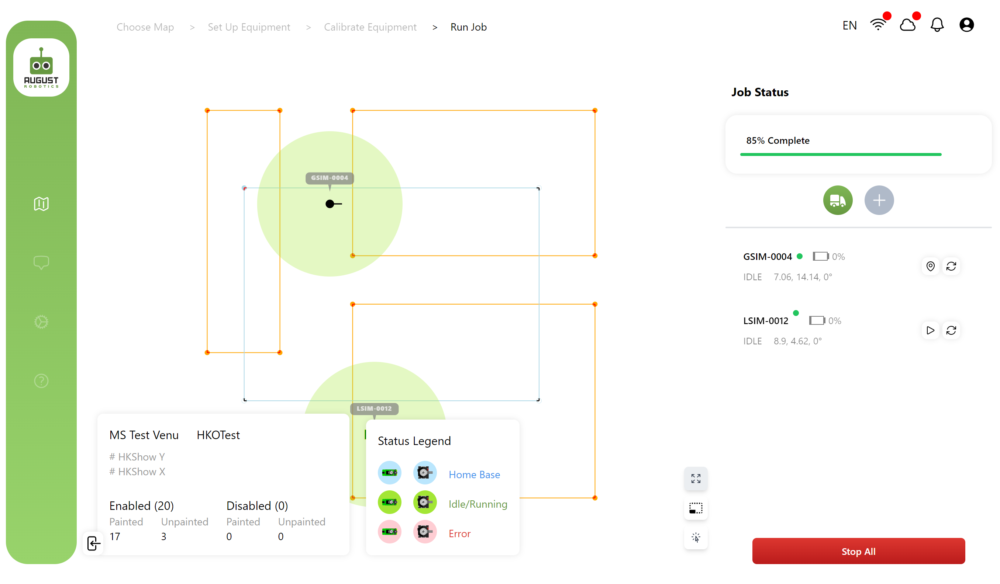 Choose Map > Set Up Equipment > Calibrate Equipment > Run Job
EN
AUGUST
ROBOTICS
Job Status
85% Complete
GSIM-0004
GSIM-0004 0%
IDLE 7.06, 14.14, 0°
LSIM-0012 0%
IDLE 8.9, 4.62, 0°
LSIM-0012
MS Test Venu HKOTest
# HKShow Y
# HKShow X
Enabled (20) Disabled (0)
Painted Unpainted Painted Unpainted
17 3 0 0
Status Legend
Home Base
Idle/Running
Error
Stop All